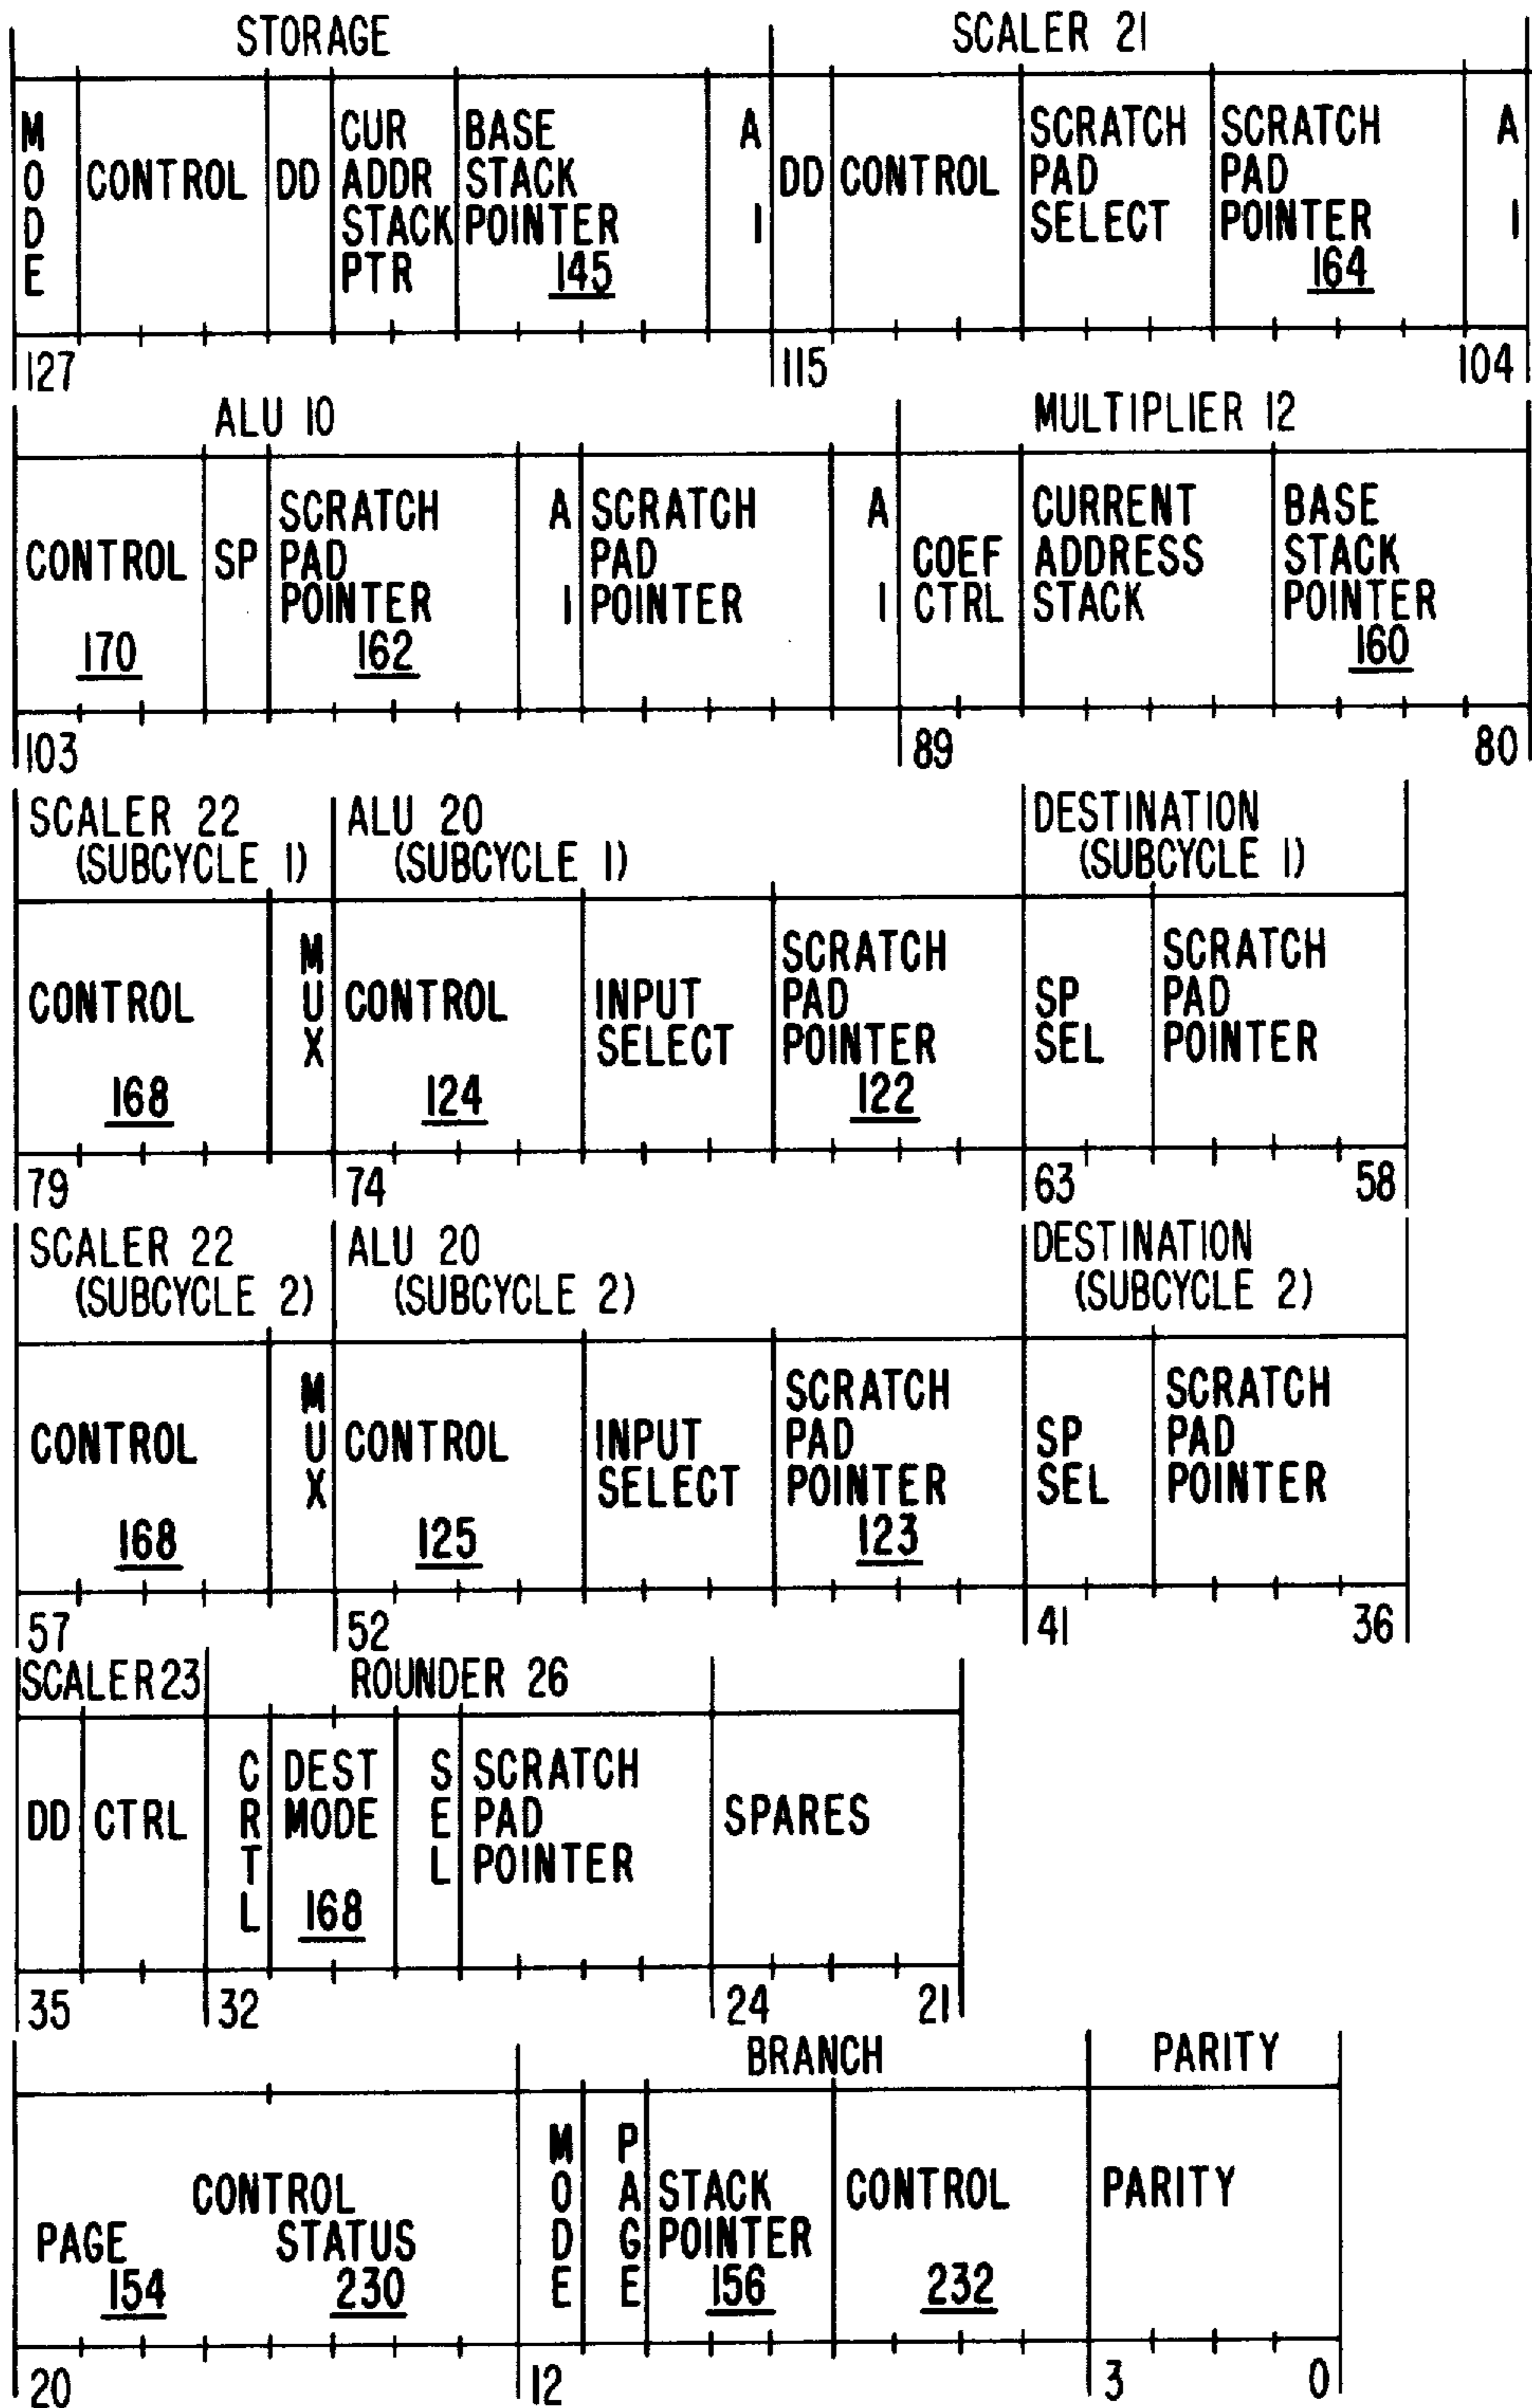 STORAGE SCALER 21
M
O
D
E
CONTROL
DD
CUR
ADDR
STACK
PTR
BASE
STACK
POINTER
145
A
I
DD
CONTROL
SCRATCH
PAD
SELECT
SCRATCH
PAD
POINTER
164
A
I
127 115 104
ALU 10 MULTIPLIER 12
CONTROL
170
SP
SCRATCH
PAD
POINTER
162
A
I
SCRATCH
PAD
POINTER
A
I
COEF
CTRL
CURRENT
ADDRESS
STACK
BASE
STACK
POINTER
160
103 89 80
SCALER 22
(SUBCYCLE 1)
ALU 20
(SUBCYCLE 1)
DESTINATION
(SUBCYCLE 1)
CONTROL
168
M
U
X
CONTROL
124
INPUT
SELECT
SCRATCH
PAD
POINTER
122
SP
SEL
SCRATCH
PAD
POINTER
79 74 63 58
SCALER 22
(SUBCYCLE 2)
ALU 20
(SUBCYCLE 2)
DESTINATION
(SUBCYCLE 2)
CONTROL
168
M
U
X
CONTROL
125
INPUT
SELECT
SCRATCH
PAD
POINTER
123
SP
SEL
SCRATCH
PAD
POINTER
57 52 41 36
SCALER 23 ROUNDER 26
DD
CTRL
C
R
T
L
DEST
MODE
168
S
E
L
SCRATCH
PAD
POINTER
SPARES
35 32 24 21
BRANCH PARITY
CONTROL
PAGE STATUS
154 230
M
O
D
E
P
A
G
E
STACK
POINTER
156
CONTROL
232
PARITY
20 12 3 0